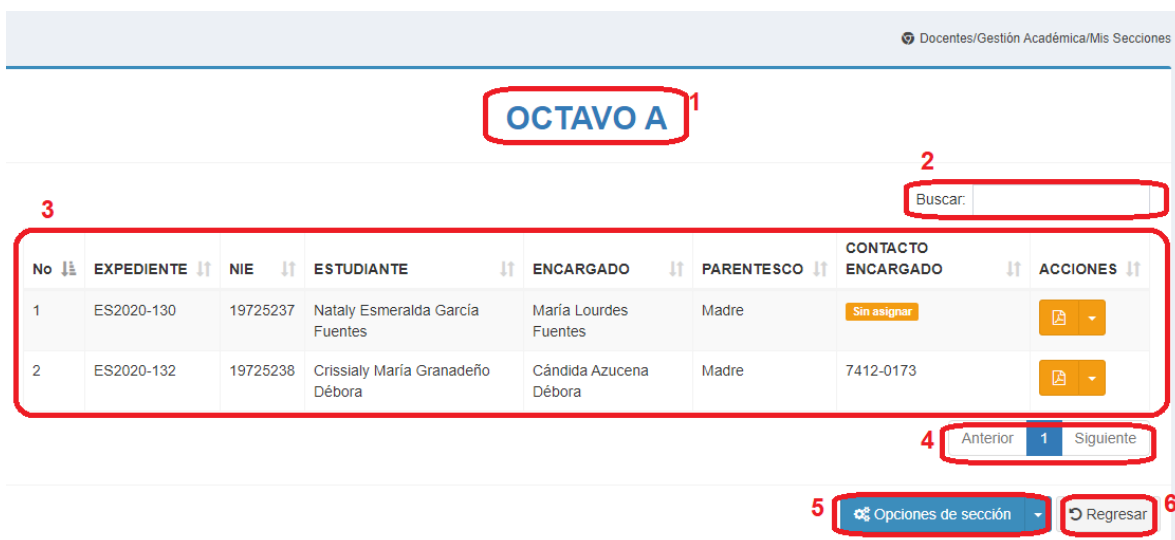 Docentes/Gestión Académica/Mis Secciones
OCTAVO A
1
2
Buscar:
3
No EXPEDIENTE NIE ESTUDIANTE ENCARGADO PARENTESCO CONTACTO ENCARGADO ACCIONES
1 ES2020-130 19725237 Nataly Esmeralda García Fuentes María Lourdes Fuentes Madre Sin asignar
2 ES2020-132 19725238 Crissialy María Granadeño Débora Cándida Azucena Débora Madre 7412-0173
4
Anterior 1 Siguiente
5
Opciones de sección
Regresar
6